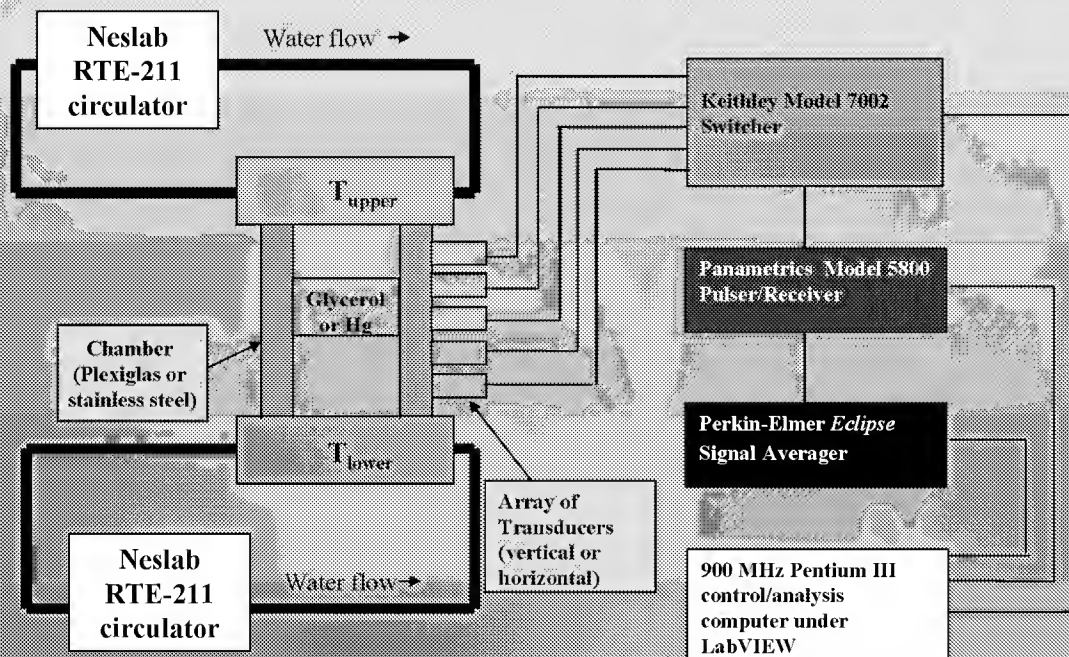 Neslab
RTE-211
circulator
Water flow →
Keithley Model 7002
Switcher
T_upper
Panametrics Model 5800
Pulser/Receiver
Glycerol
or Hg
Chamber
(Plexiglas or
stainless steel)
Perkin-Elmer Eclipse
Signal Averager
T_lower
Array of
Transducers
(vertical or
horizontal)
Neslab
RTE-211
circulator
Water flow →
900 MHz Pentium III
control/analysis
computer under
LabVIEW